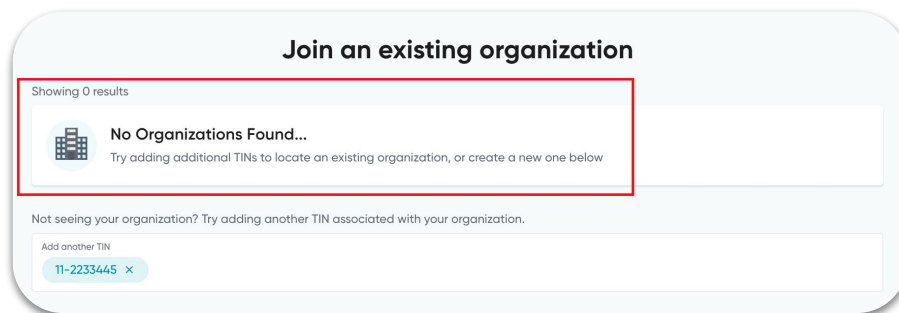 Join an existing organization
Showing 0 results
No Organizations Found...
Try adding additional TINs to locate an existing organization, or create a new one below
Not seeing your organization? Try adding another TIN associated with your organization.
Add another TIN
11-2233445 ×